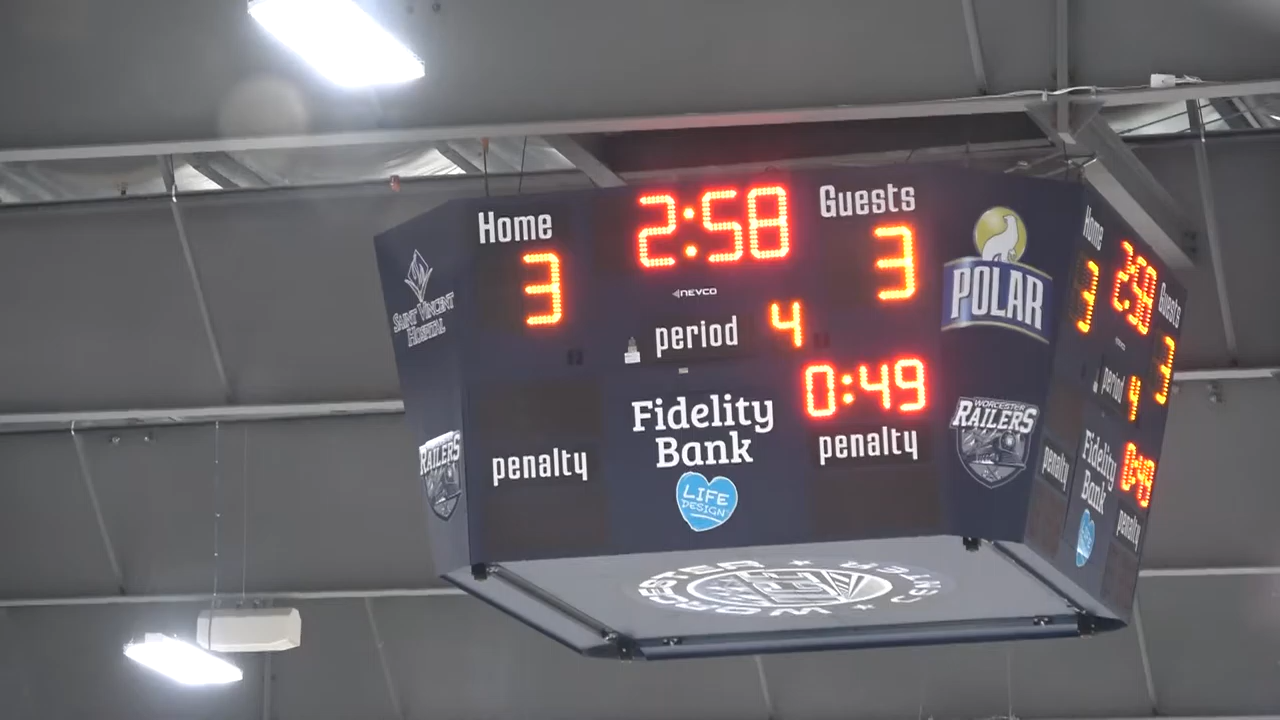 Home
2:58
Guests
3
3
NEVCO
period
4
0:49
Fidelity
Bank
penalty
penalty
LIFE
DESIGN
SAINT VINCENT
HOSPITAL
RAILERS
POLAR
WORCESTER
RAILERS
Home
2:58
Guests
3
3
period
4
0:49
Fidelity
Bank
penalty
penalty
WORCESTER